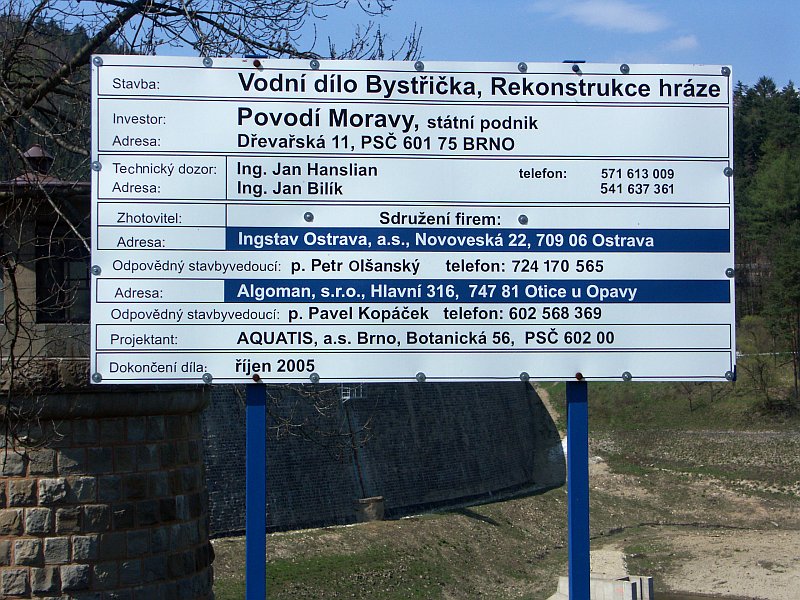 Stavba: Vodní dílo Bystřička, Rekonstrukce hráze
Investor: Povodí Moravy, státní podnik
Adresa: Dřevařská 11, PSČ 601 75 BRNO
Technický dozor: Ing. Jan Hanslian telefon: 571 613 009
Adresa: Ing. Jan Bilík 541 637 361
Zhotovitel: Sdružení firem:
Adresa: Ingstav Ostrava, a.s., Novoveská 22, 709 06 Ostrava
Odpovědný stavbyvedoucí: p. Petr Olšanský telefon: 724 170 565
Adresa: Algoman, s.r.o., Hlavní 316, 747 81 Otice u Opavy
Odpovědný stavbyvedoucí: p. Pavel Kopáček telefon: 602 568 369
Projektant: AQUATIS, a.s. Brno, Botanická 56, PSČ 602 00
Dokončení díla: říjen 2005